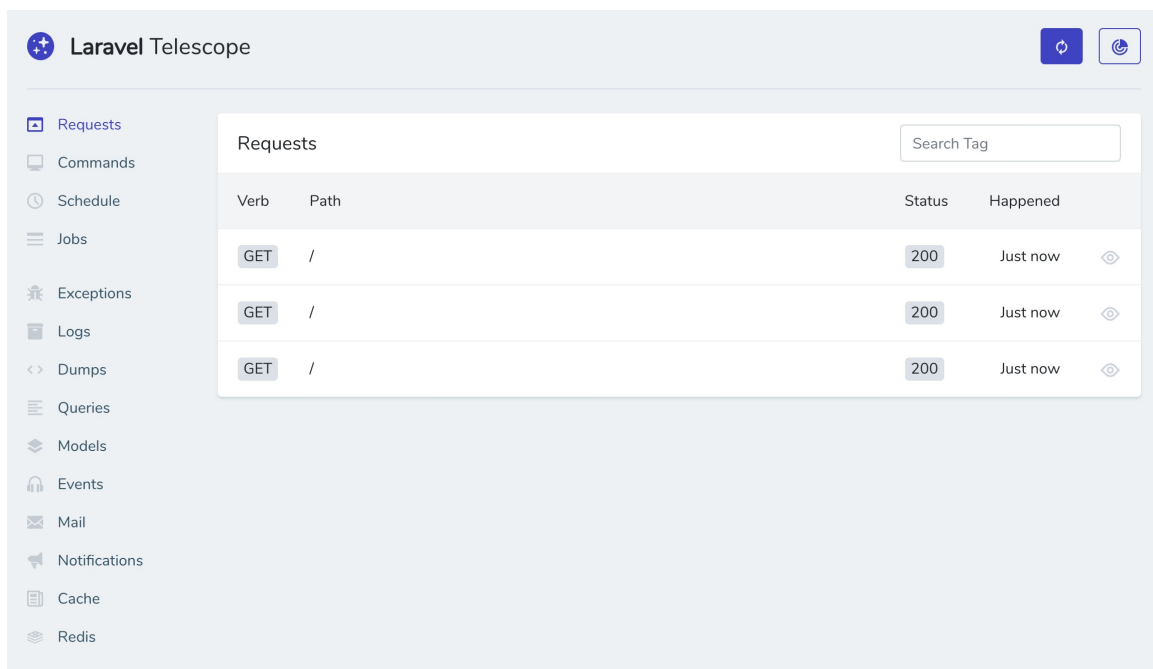 Laravel Telescope
Requests
Commands
Schedule
Jobs
Exceptions
Logs
Dumps
Queries
Models
Events
Mail
Notifications
Cache
Redis
Requests Search Tag
Verb Path Status Happened
GET / 200 Just now
GET / 200 Just now
GET / 200 Just now